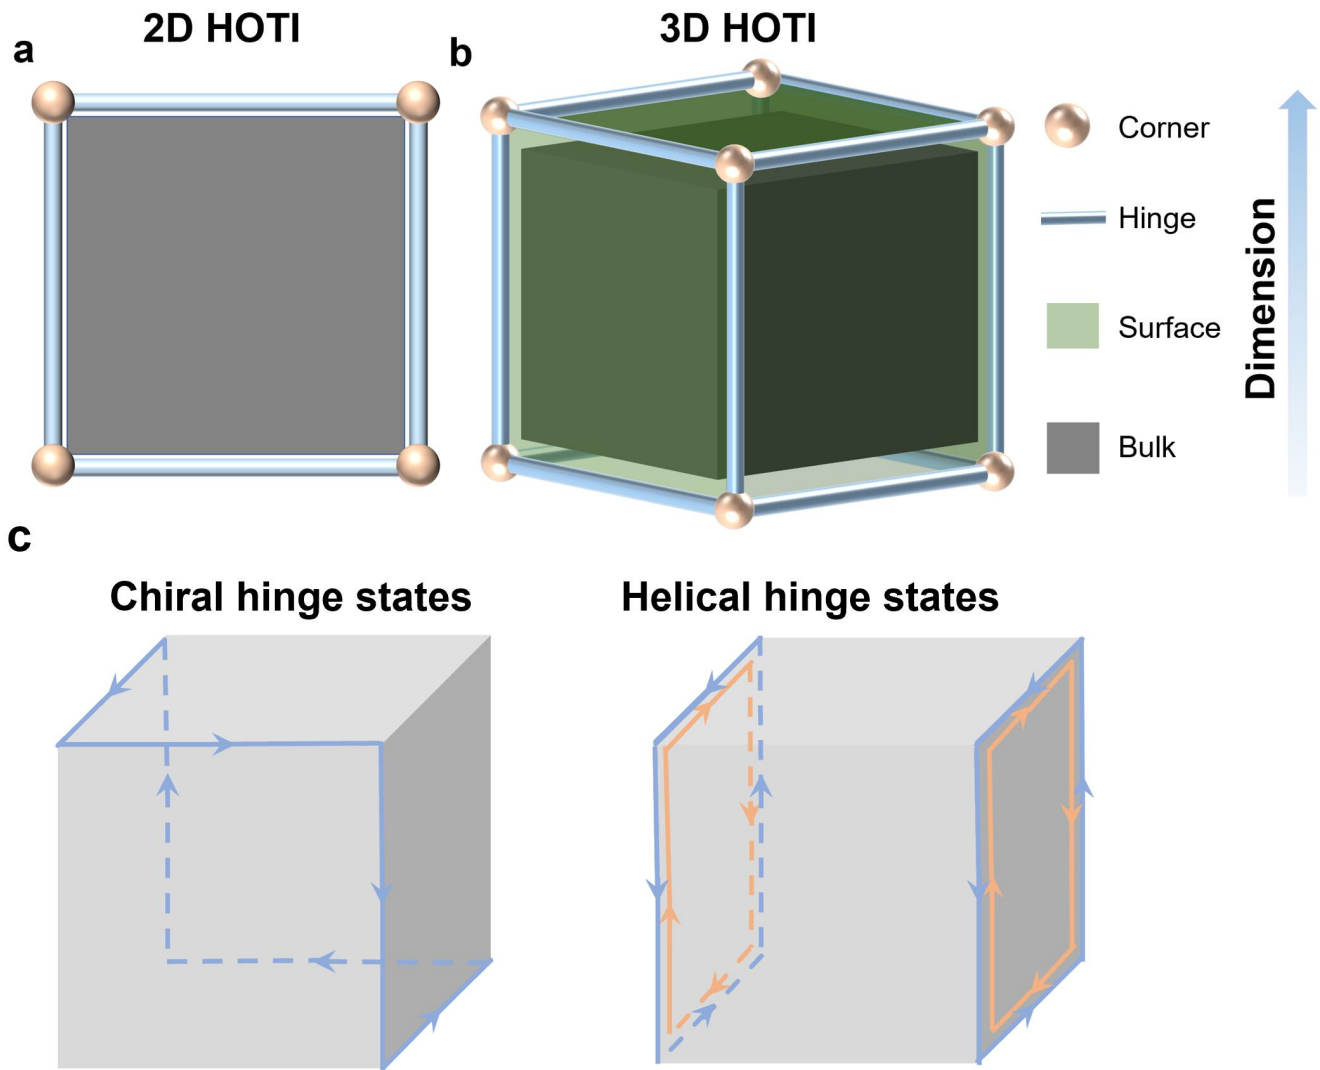 2D HOTI
3D HOTI
a
b
Corner
Hinge
Surface
Bulk
Dimension
c
Chiral hinge states
Helical hinge states